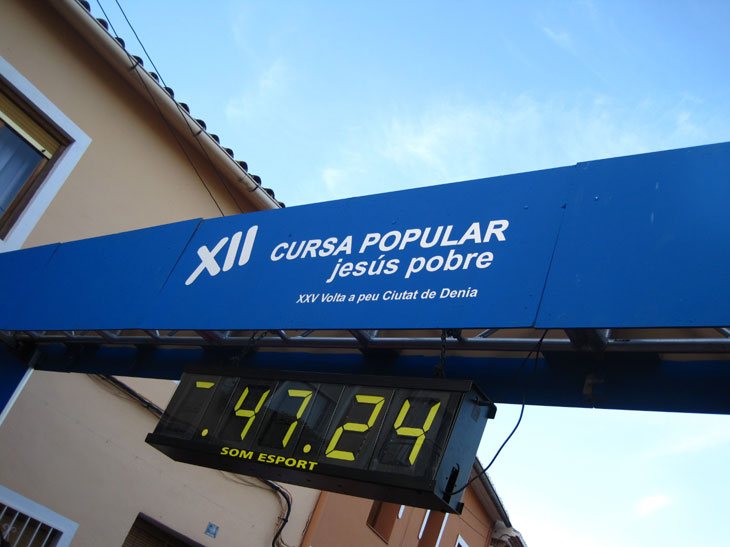 XII CURSA POPULAR
jesús pobre
XXV Volta a peu Ciutat de Denia
47.24
SOM ESPORT